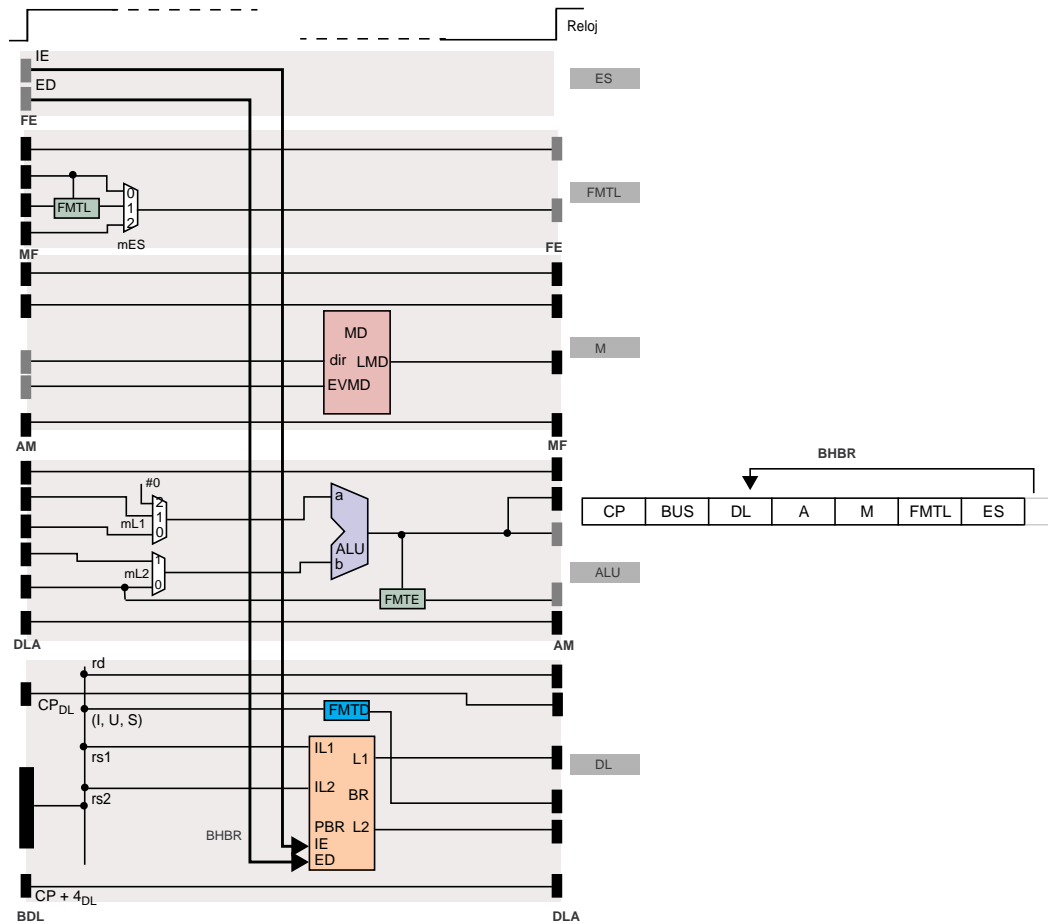 Reloj
IE
ED
ES
FE
FMTL
0
1
2
mES
FMTL
MF
FE
MD
dir LMD
EVMD
M
AM
MF
#0
2
1
0
mL1
a
ALU
b
1
0
mL2
FMTE
ALU
DLA
AM
BHBR
CP BUS DL A M FMTL ES
rd
CPDL
(I, U, S)
FMTD
rs1
IL1
L1
DL
rs2
IL2
BR
PBR L2
BHBR
IE
ED
CP + 4DL
BDL
DLA